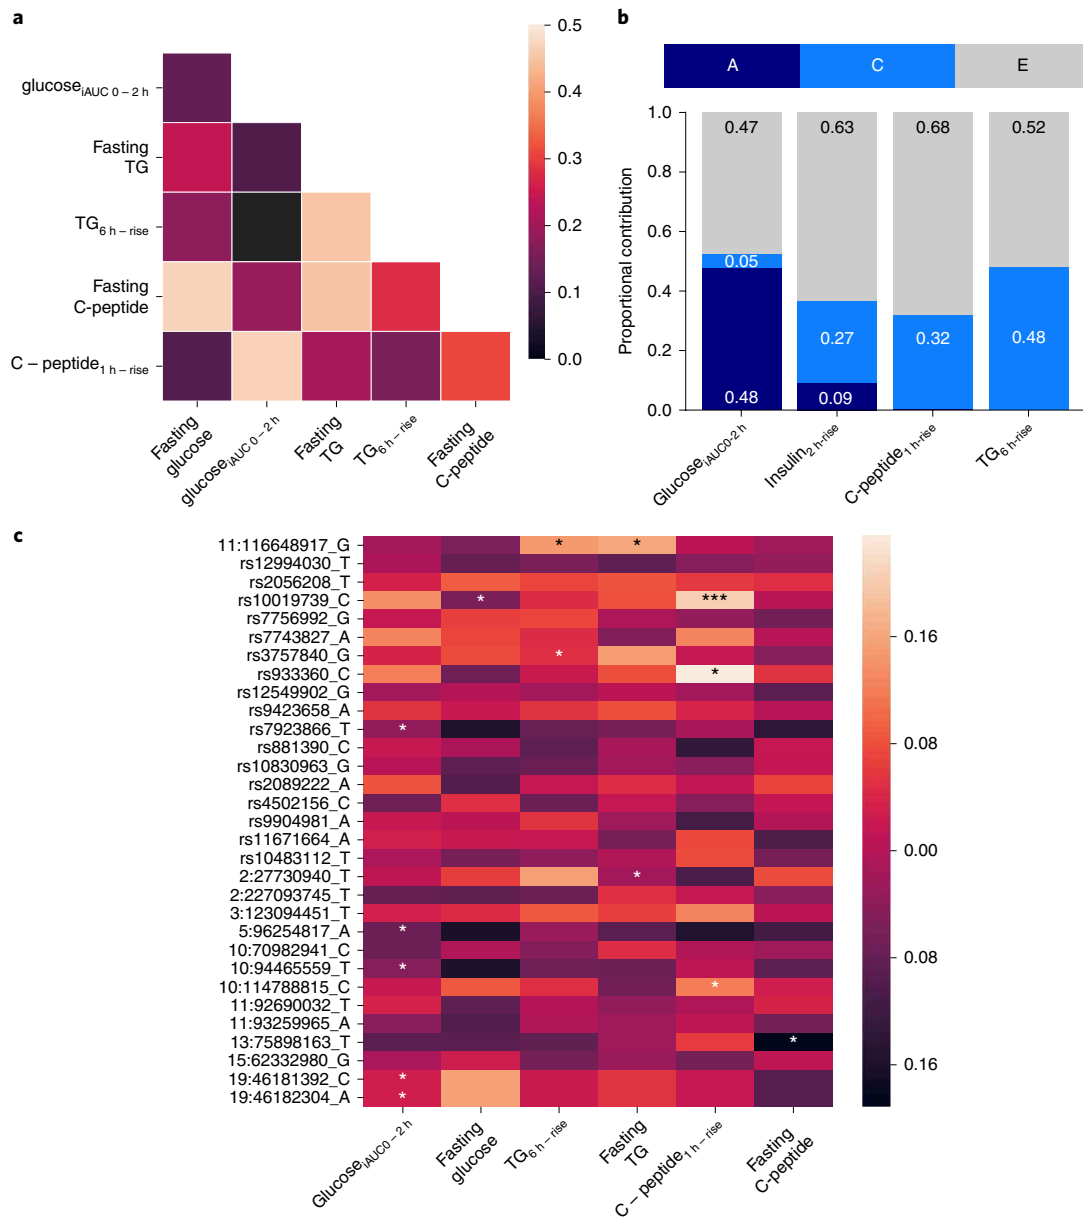 a
glucose iAUC 0 – 2 h
Fasting
TG
TG 6 h – rise
Fasting
C-peptide
C – peptide 1 h – rise
Fasting
glucose
glucose iAUC 0 – 2 h
Fasting
TG
TG 6 h – rise
Fasting
C-peptide
0.5
0.4
0.3
0.2
0.1
0.0
b
A
C
E
Proportional contribution
1.0
0.8
0.6
0.4
0.2
0.0
0.47
0.63
0.68
0.52
0.05
0.27
0.32
0.48
0.48
0.09
Glucose iAUC0-2 h
Insulin 2 h-rise
C-peptide 1 h-rise
TG 6 h-rise
c
11:116648917_G * *
rs12994030_T
rs2056208_T
rs10019739_C * ***
rs7756992_G
rs7743827_A
rs3757840_G *
rs933360_C *
rs12549902_G
rs9423658_A
rs7923866_T *
rs881390_C
rs10830963_G
rs2089222_A
rs4502156_C
rs9904981_A
rs11671664_A
rs10483112_T
2:27730940_T *
2:227093745_T
3:123094451_T
5:96254817_A *
10:70982941_C
10:94465559_T *
10:114788815_C *
11:92690032_T
11:93259965_A
13:75898163_T *
15:62332980_G
19:46181392_C *
19:46182304_A *
Glucose iAUC0 – 2 h
Fasting
glucose
TG 6 h – rise
Fasting
TG
C – peptide 1 h – rise
Fasting
C-peptide
0.16
0.08
0.00
0.08
0.16